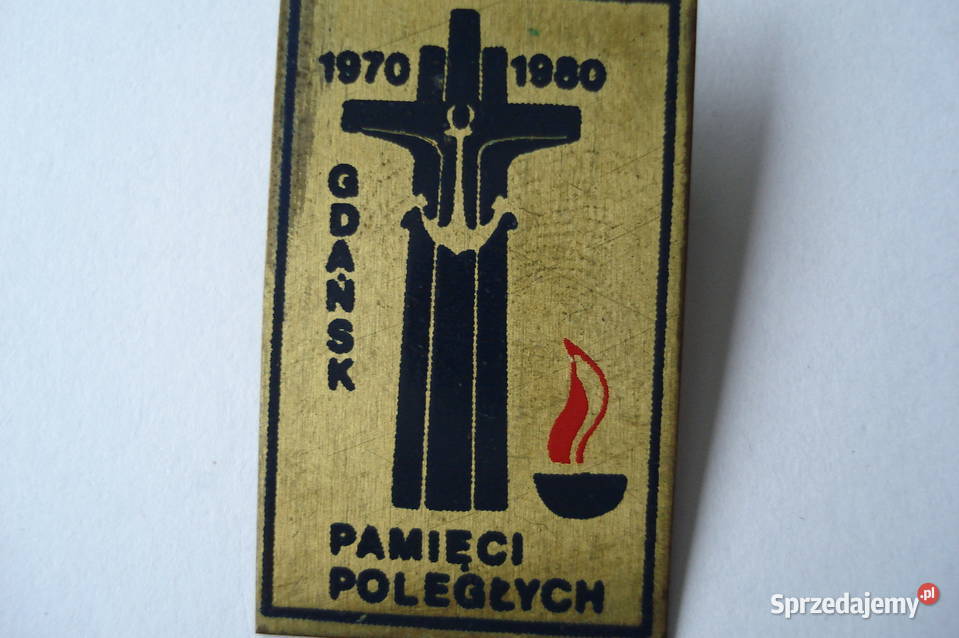 1970 1980
GDAŃSK
PAMIĘCI
POLEGŁYCH
Sprzedajemy.pl